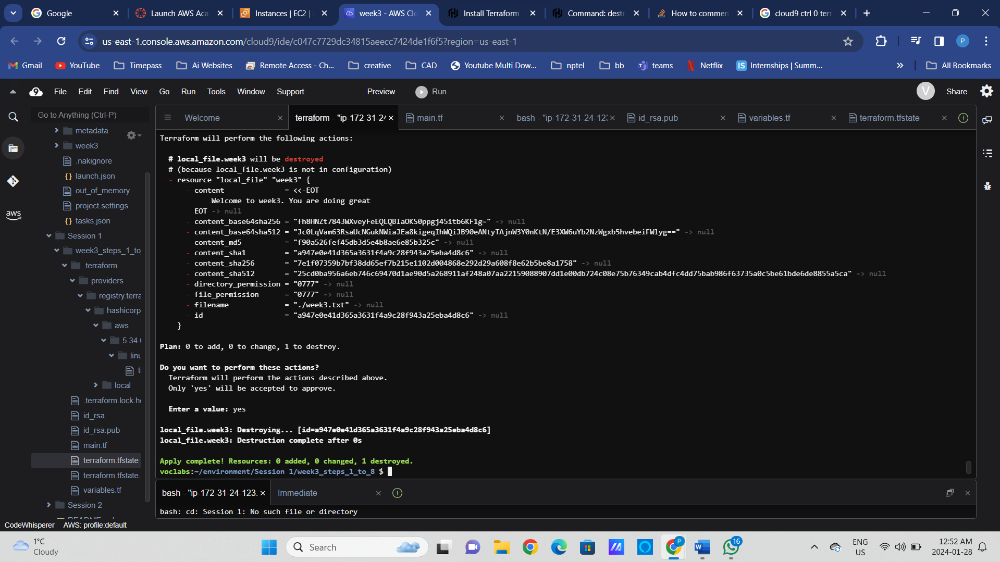 Google
Launch AWS Aca
Instances | EC2 |
week3 - AWS Clo
Install Terraform
Command: destr
How to commen
cloud9 ctrl 0 terr
us-east-1.console.aws.amazon.com/cloud9/ide/c047c7729dc34815aeecc7424de1f6f5?region=us-east-1
P
Gmail
YouTube
Timepass
Ai Websites
Remote Access - Ch...
creative
CAD
Youtube Multi Dow...
nptel
bb
teams
Netflix
IS Internships | Summ...
All Bookmarks
9 File Edit Find View Go Run Tools Window Support Preview Run
V Share
Go to Anything (Ctrl-P)
Welcome
terraform - "ip-172-31-24
main.tf
bash - "ip-172-31-24-123
id_rsa.pub
variables.tf
terraform.tfstate
metadata
week3
.nakignore
launch.json
out_of_memory
project.settings
aws
tasks.json
Session 1
week3_steps_1_to_
.terraform
providers
registry.terra
hashicorp
aws
5.34.0
linu
te
local
.terraform.lock.hc
id_rsa
id_rsa.pub
main.tf
terraform.tfstate
terraform.tfstate.
variables.tf
Session 2
Terraform will perform the following actions:
# local_file.week3 will be destroyed
# (because local_file.week3 is not in configuration)
- resource "local_file" "week3" {
- content = <<-EOT
Welcome to week3. You are doing great
EOT -> null
- content_base64sha256 = "fh8HNZt7843WXveyFeEQLQBIaOKS0ppgj45itb6KF1g=" -> null
- content_base64sha512 = "Jc0LqVam63RsaUcNGukNWiaJEa8kigeqIhWQiJB90eANtyTAjnW3Y0nKtN/E3XW6uYb2NzWgxb5hvebeiFWlyg==" -> null
- content_md5 = "f90a526fef45db3d5e4b8ae6e85b325c" -> null
- content_sha1 = "a947e0e41d365a3631f4a9c28f943a25eba4d8c6" -> null
- content_sha256 = "7e1f07359b7bf38dd65ef7b215e1102d004868e292d29a608f8e62b5be8a1758" -> null
- content_sha512 = "25cd0ba956a6eb746c69470d1ae90d5a268911af248a07aa22159088907dd1e00db724c08e75b76349cab4dfc4dd75bab986f63735a0c5be61bde6de8855a5ca" -> null
- directory_permission = "0777" -> null
- file_permission = "0777" -> null
- filename = "./week3.txt" -> null
- id = "a947e0e41d365a3631f4a9c28f943a25eba4d8c6" -> null
}
Plan: 0 to add, 0 to change, 1 to destroy.
Do you want to perform these actions?
Terraform will perform the actions described above.
Only 'yes' will be accepted to approve.
Enter a value: yes
local_file.week3: Destroying... [id=a947e0e41d365a3631f4a9c28f943a25eba4d8c6]
local_file.week3: Destruction complete after 0s
Apply complete! Resources: 0 added, 0 changed, 1 destroyed.
voclabs:~/environment/Session 1/week3_steps_1_to_8 $
bash - "ip-172-31-24-123.
Immediate
bash: cd: Session 1: No such file or directory
CodeWhisperer AWS: profile:default
1°C
Cloudy
Search
16
ENG
US
12:52 AM
2024-01-28